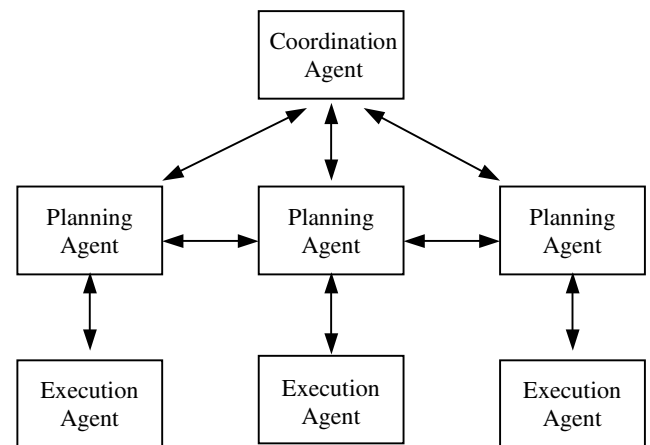 Coordination
Agent
Planning
Agent
Planning
Agent
Planning
Agent
Execution
Agent
Execution
Agent
Execution
Agent